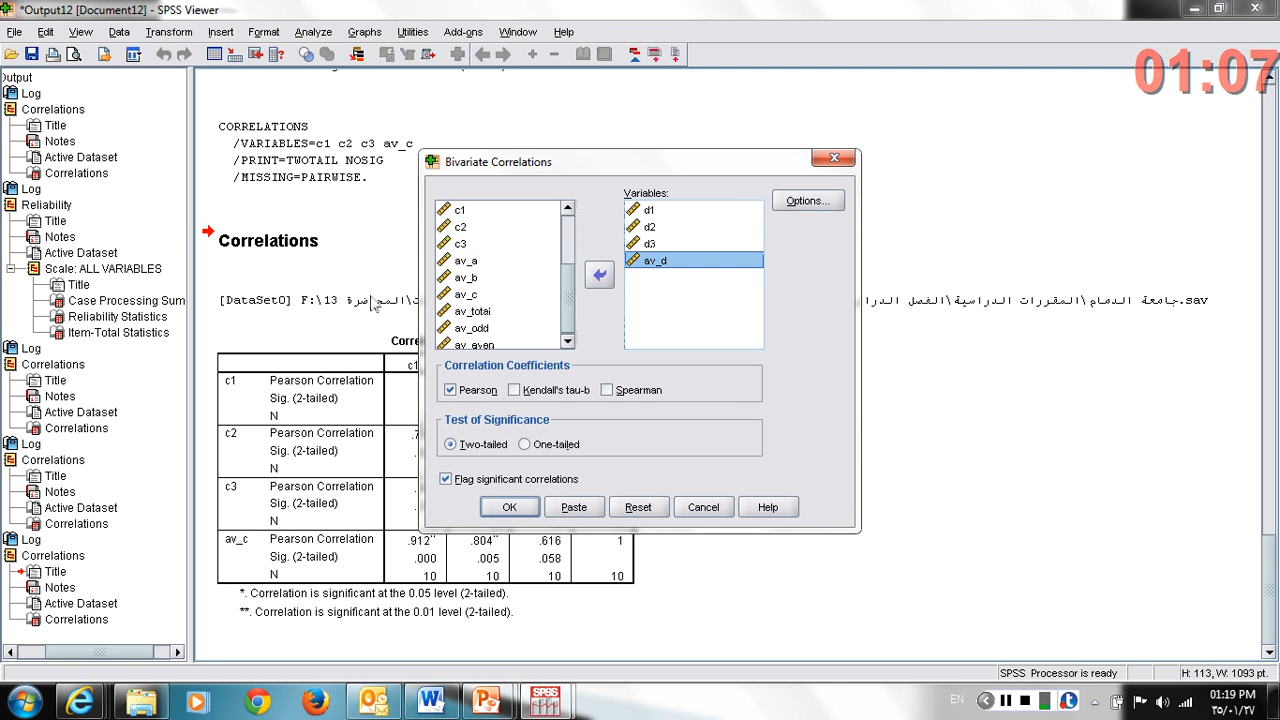 *Output12 [Document12] - SPSS Viewer
File Edit View Data Transform Insert Format Analyze Graphs Utilities Add-ons Window Help
01:07
Output
Log
Correlations
Title
Notes
Active Dataset
Correlations
Log
Reliability
Title
Notes
Active Dataset
Scale: ALL VARIABLES
Title
Case Processing Sum
Reliability Statistics
Item-Total Statistics
Log
Correlations
Title
Notes
Active Dataset
Correlations
Log
Correlations
Title
Notes
Active Dataset
Correlations
Log
Correlations
Title
Notes
Active Dataset
Correlations
CORRELATIONS
/VARIABLES=c1 c2 c3 av_c
/PRINT=TWOTAIL NOSIG
/MISSING=PAIRWISE.
Correlations
[DataSet0] F:\13 جامعة الدمام\المقررات الدراسية\الفصل .sav
c1 Pearson Correlation
Sig. (2-tailed)
N
c2 Pearson Correlation
Sig. (2-tailed)
N
c3 Pearson Correlation
Sig. (2-tailed)
N
av_c Pearson Correlation .912** .804** .616 1
Sig. (2-tailed) .000 .005 .058
N 10 10 10 10
*. Correlation is significant at the 0.05 level (2-tailed).
**. Correlation is significant at the 0.01 level (2-tailed).
Bivariate Correlations
c1
c2
c3
av_a
av_b
av_c
av_total
av_odd
av_even
Variables:
d1
d2
d3
av_d
Options...
Correlation Coefficients
Pearson Kendall's tau-b Spearman
Test of Significance
Two-tailed One-tailed
Flag significant correlations
OK Paste Reset Cancel Help
SPSS Processor is ready H: 113, W: 1093 pt.
EN
01:19 PM
٣٥/٠١/٢٧